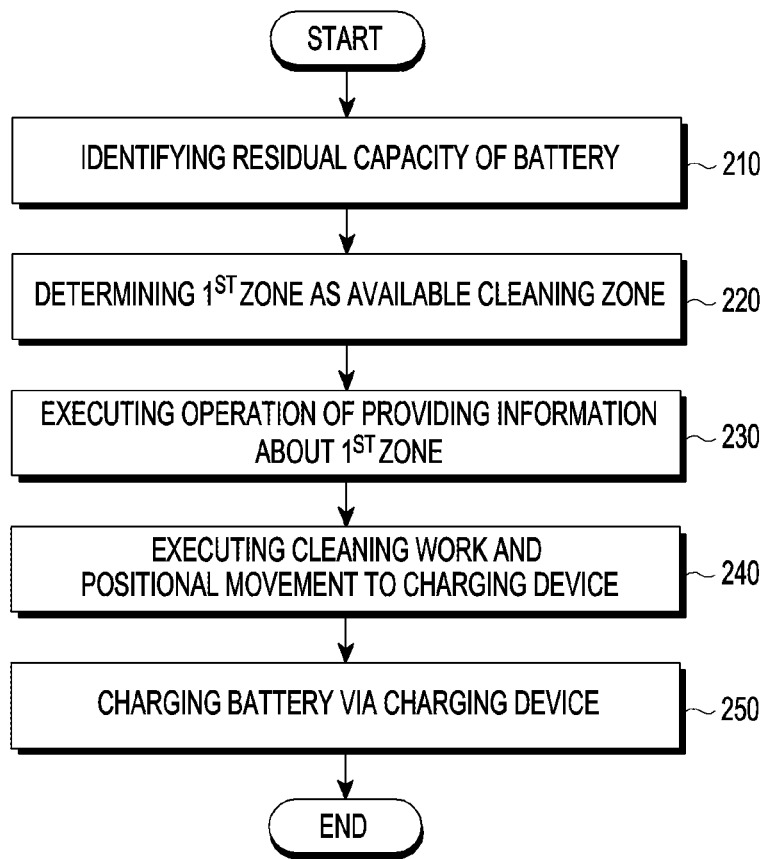 START
IDENTIFYING RESIDUAL CAPACITY OF BATTERY
210
DETERMINING 1ST ZONE AS AVAILABLE CLEANING ZONE
220
EXECUTING OPERATION OF PROVIDING INFORMATION
ABOUT 1ST ZONE
230
EXECUTING CLEANING WORK AND
POSITIONAL MOVEMENT TO CHARGING DEVICE
240
CHARGING BATTERY VIA CHARGING DEVICE
250
END